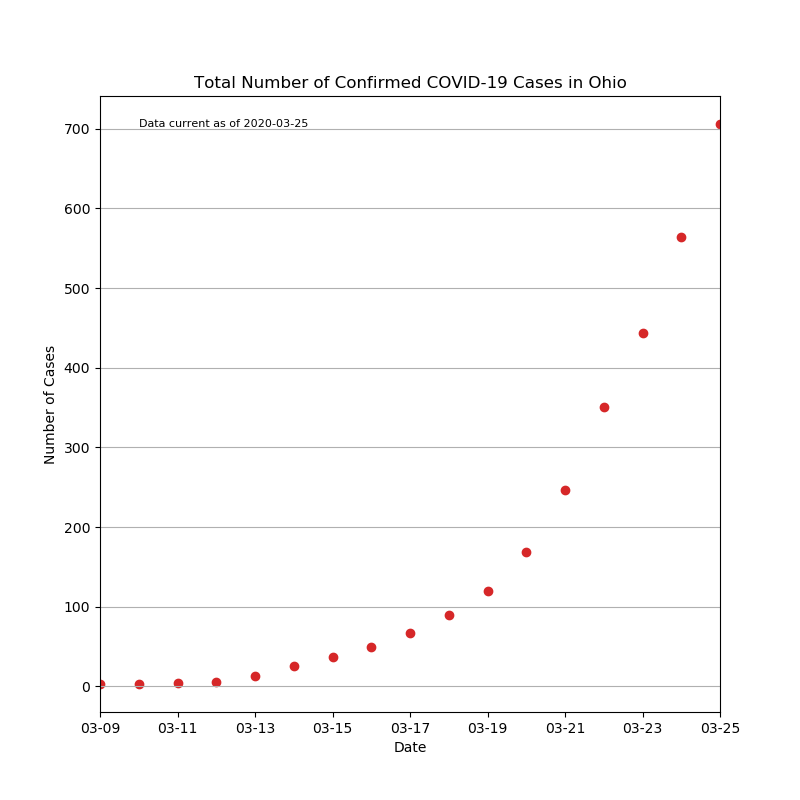 Total Number of Confirmed COVID-19 Cases in Ohio
Data current as of 2020-03-25
700
600
500
400
300
200
100
0
Number of Cases
03-09 03-11 03-13 03-15 03-17 03-19 03-21 03-23 03-25
Date